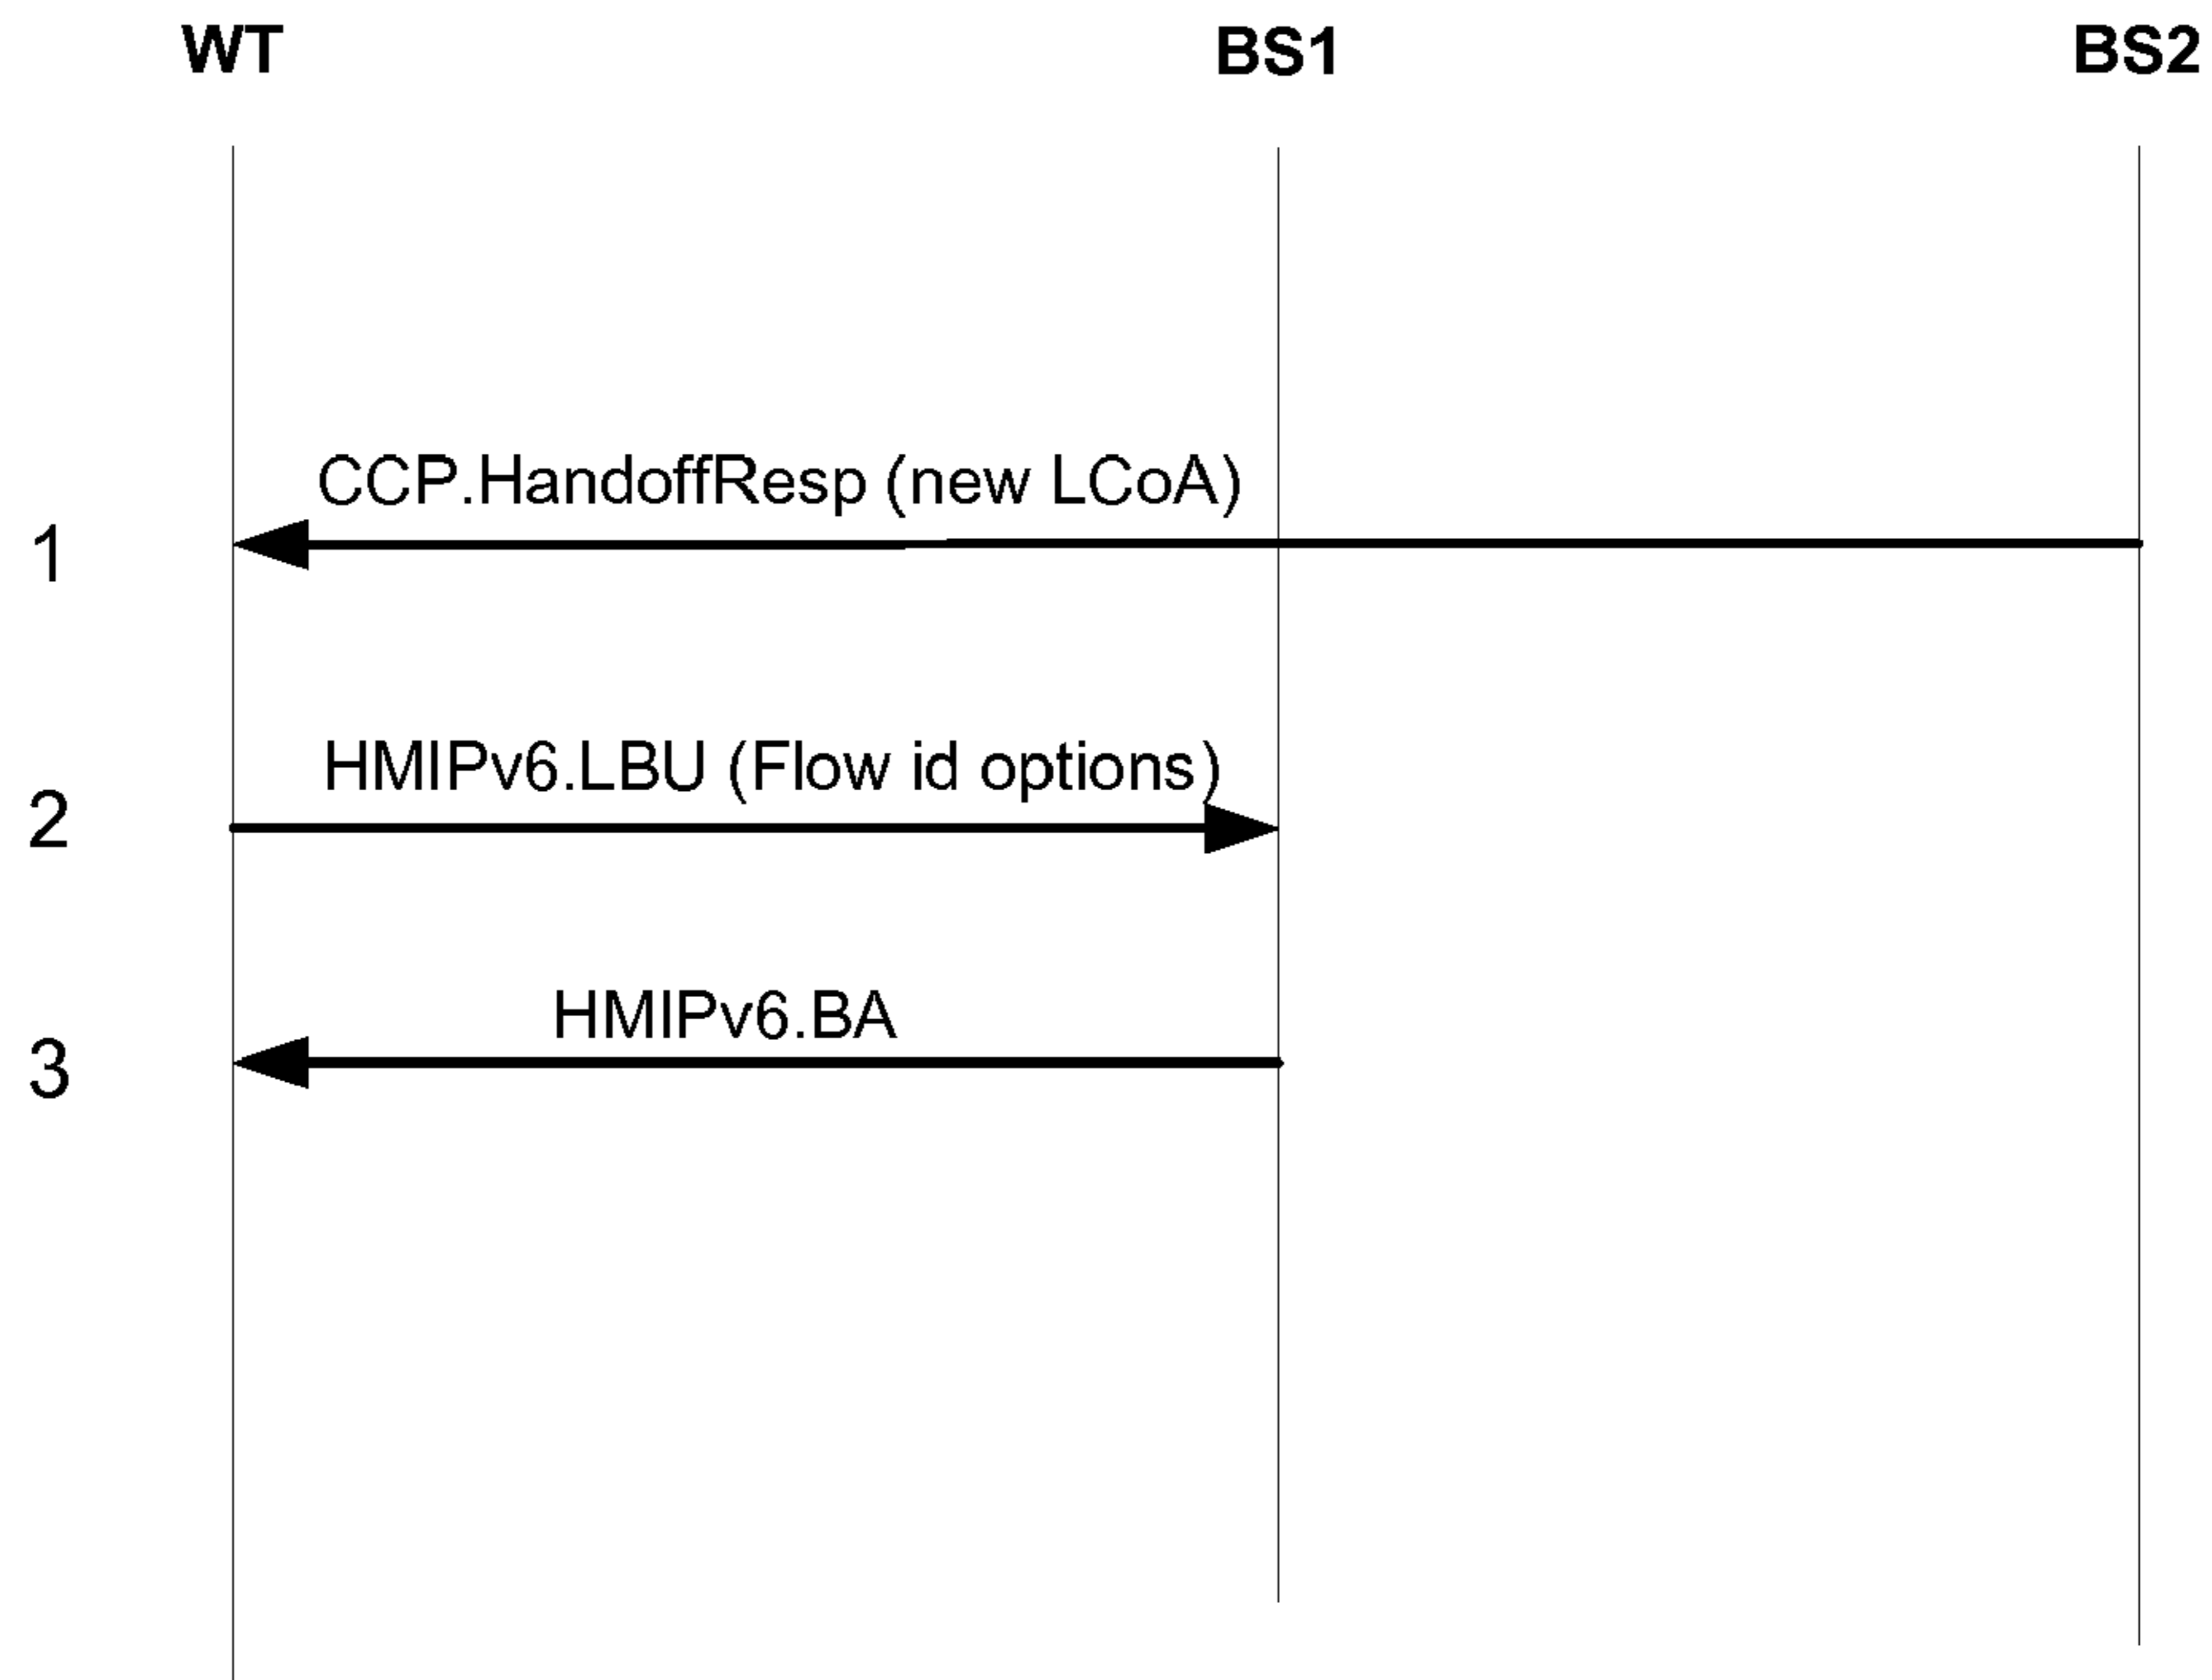 WT BS1 BS2
CCP.HandoffResp (new LCoA)
1
HMIPv6.LBU (Flow id options)
2
HMIPv6.BA
3